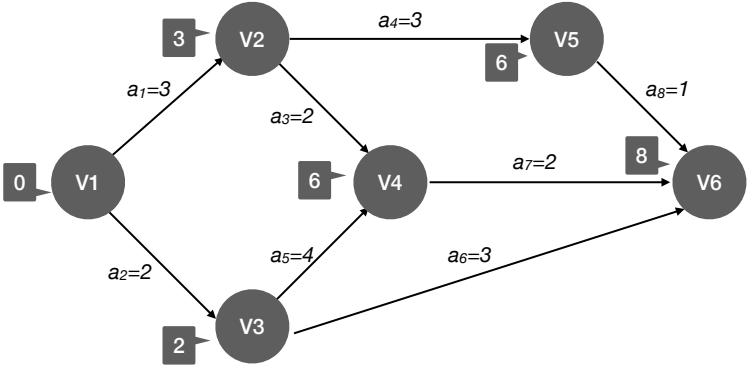 a₄=3
3
V2
V5
6
a₁=3
a₈=1
a₃=2
8
0
V1
6
V4
a₇=2
V6
a₂=2
a₅=4
a₆=3
V3
2